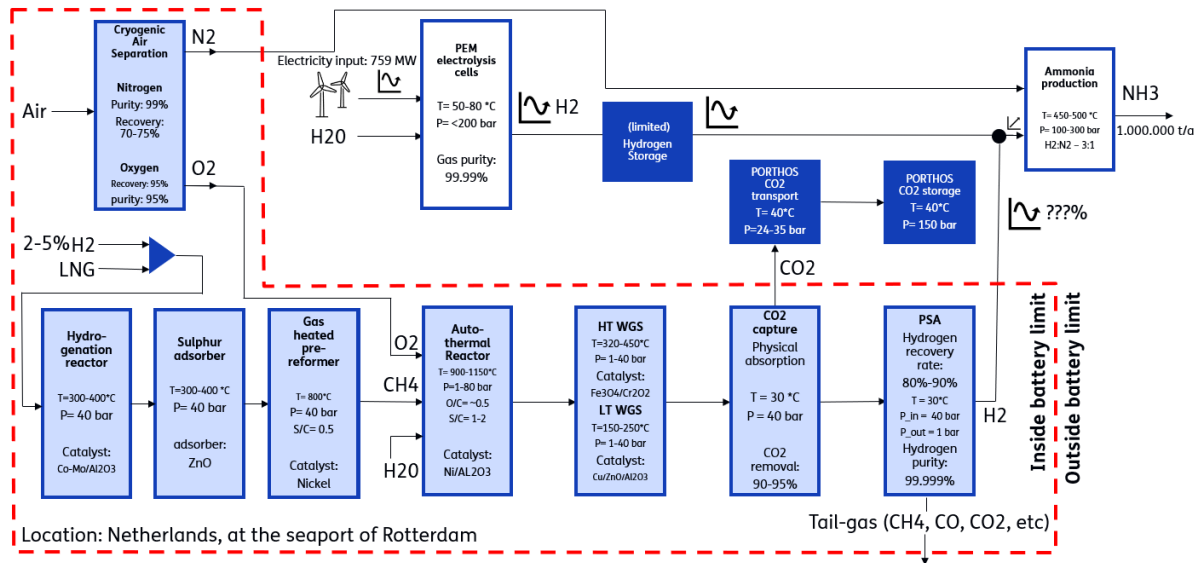 Cryogenic
Air
Separation
Nitrogen
Purity: 99%
Recovery:
70-75%
Oxygen
Recovery: 95%
purity: 95%
Air
N2
O2
Electricity input: 759 MW
H20
PEM
electrolysis
cells
T= 50-80 °C
P= <200 bar
Gas purity:
99.99%
H2
(limited)
Hydrogen
Storage
Ammonia
production
T= 450-500 °C
P= 100-300 bar
H2:N2 – 3:1
NH3
1.000.000 t/a
PORTHOS
CO2
transport
T= 40°C
P=24-35 bar
PORTHOS
CO2 storage
T= 40°C
P= 150 bar
???%
CO2
2-5%H2
LNG
Hydro-
genation
reactor
T=300-400°C
P= 40 bar
Catalyst:
Co-Mo/Al2O3
Sulphur
adsorber
T=300-400 °C
P= 40 bar
adsorber:
ZnO
Gas
heated
pre-
reformer
T= 800°C
P= 40 bar
S/C= 0.5
Catalyst:
Nickel
O2
CH4
H20
Auto-
thermal
Reactor
T= 900-1150°C
P=1-80 bar
O/C= ~0.5
S/C= 1-2
Catalyst:
Ni/AL2O3
HT WGS
T=320-450°C
P= 1-40 bar
Catalyst:
Fe3O4/Cr2O2
LT WGS
T=150-250°C
P= 1-40 bar
Catalyst:
Cu/ZnO/Al2O3
CO2
capture
Physical
absorption
T = 30 °C
P = 40 bar
CO2
removal:
90-95%
PSA
Hydrogen
recovery
rate:
80%-90%
T = 30°C
P_in = 40 bar
P_out = 1 bar
Hydrogen
purity:
99.999%
H2
Inside battery limit
Outside battery limit
Tail-gas (CH4, CO, CO2, etc)
Location: Netherlands, at the seaport of Rotterdam